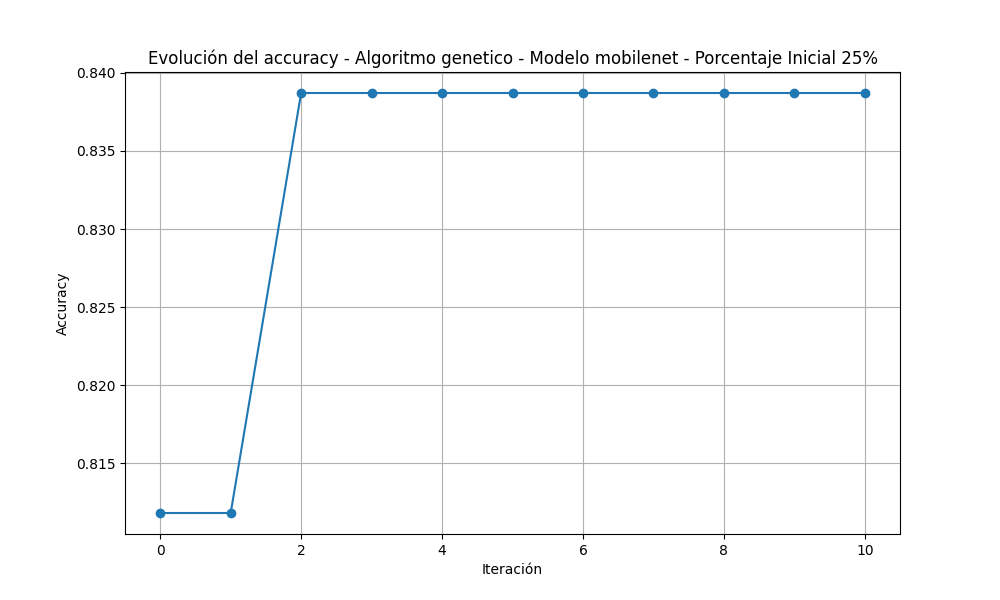 Evolución del accuracy - Algoritmo genetico - Modelo mobilenet - Porcentaje Inicial 25%
0.840
0.835
0.830
0.825
0.820
0.815
Accuracy
0 2 4 6 8 10
Iteración